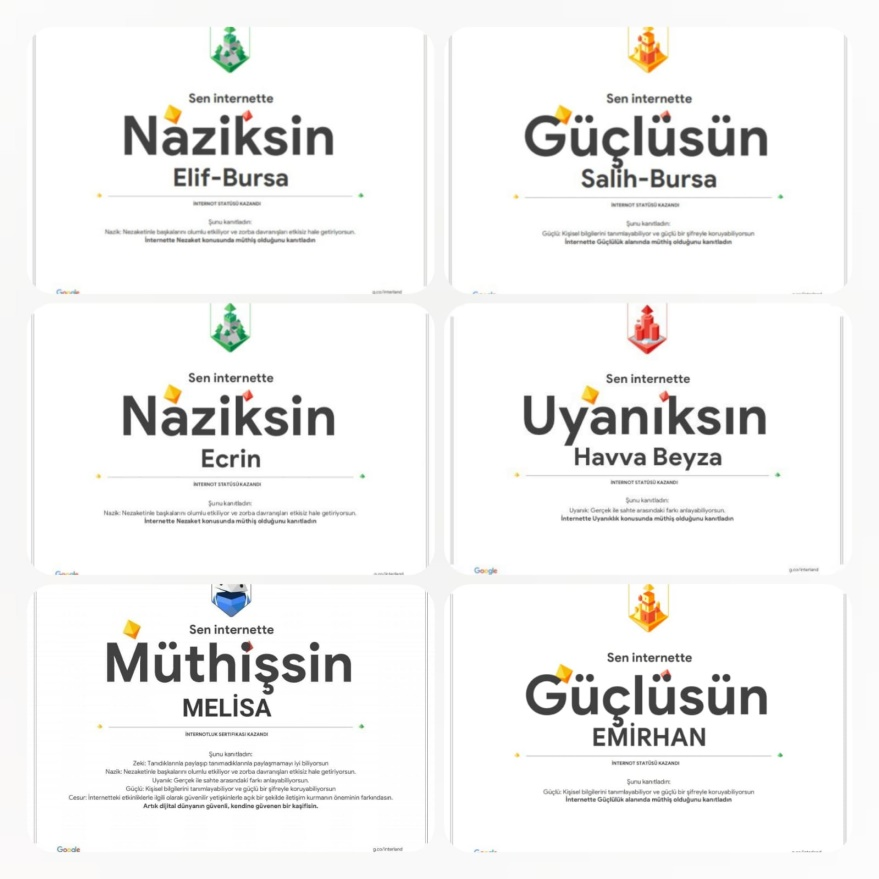 Sen internette
Naziksin
Elif-Bursa
İNTERNOT STATÜSÜ KAZANDI
Şunu kanıtladın:
Nazik: Nezaketinle başkalarını olumlu etkiliyor ve zorba davranışları etkisiz hale getiriyorsun.
İnternette Nezaket konusunda müthiş olduğunu kanıtladın
Google
g.co/interland
Sen internette
Güçlüsün
Salih-Bursa
İNTERNOT STATÜSÜ KAZANDI
Şunu kanıtladın:
Güçlü: Kişisel bilgilerini tanımlayabiliyor ve güçlü bir şifreyle koruyabiliyorsun
İnternette Güçlülük alanında müthiş olduğunu kanıtladın
Sen internette
Naziksin
Ecrin
İNTERNOT STATÜSÜ KAZANDI
Şunu kanıtladın:
Nazik: Nezaketinle başkalarını olumlu etkiliyor ve zorba davranışları etkisiz hale getiriyorsun.
İnternette Nezaket konusunda müthiş olduğunu kanıtladın
Google
g.co/interland
Sen internette
Uyanıksın
Havva Beyza
İNTERNOT STATÜSÜ KAZANDI
Şunu kanıtladın:
Uyanık: Gerçek ile sahte arasındaki farkı anlayabiliyorsun.
İnternette Uyanıklık konusunda müthiş olduğunu kanıtladın
Google
g.co/interland
Sen internette
Müthişsin
MELİSA
İNTERNOTLUK SERTİFİKASI KAZANDI
Şunu kanıtladın:
Zeki: Tanıdıklarınla paylaşıp tanımadıklarınla paylaşmamayı iyi biliyorsun
Nazik: Nezaketinle başkalarını olumlu etkiliyor ve zorba davranışları etkisiz hale getiriyorsun.
Uyanık: Gerçek ile sahte arasındaki farkı anlayabiliyorsun.
Güçlü: Kişisel bilgilerini tanımlayabiliyor ve güçlü bir şifreyle koruyabiliyorsun
Cesur: İnternetteki etkinliklerle ilgili olarak güvenilir yetişkinlerle açık bir şekilde iletişim kurmanın öneminin farkındasın.
Artık dijital dünyanın güvenli, kendine güvenen bir kaşifisin.
Google
g.co/interland
Sen internette
Güçlüsün
EMİRHAN
İNTERNOT STATÜSÜ KAZANDI
Şunu kanıtladın:
Güçlü: Kişisel bilgilerini tanımlayabiliyor ve güçlü bir şifreyle koruyabiliyorsun
İnternette Güçlülük alanında müthiş olduğunu kanıtladın